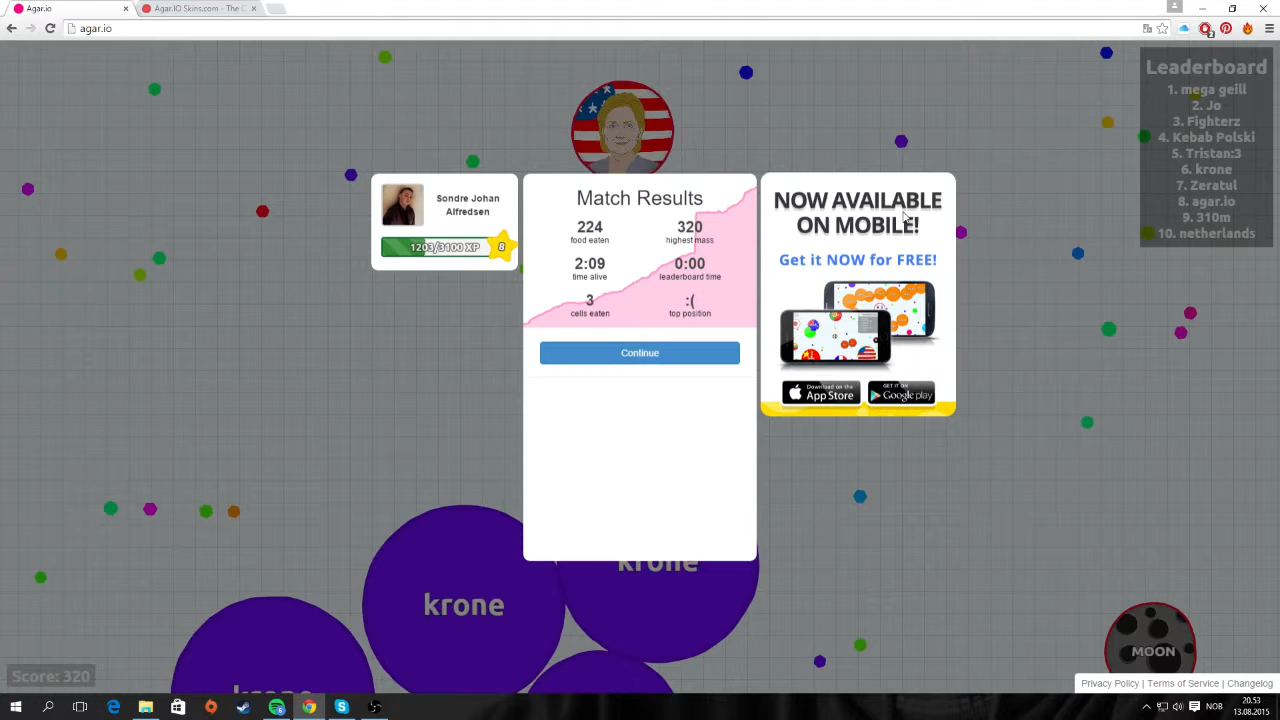 Agar.io
Agar.IO Skins.com - The C
agar.io
Leaderboard
1. mega geill
2. Jo
3. Fighterz
4. Kebab Polski
5. Tristan:3
6. krone
7. Zeratul
8. agar.io
9. 310m
10. netherlands
Sondre Johan
Alfredsen
1203/3100 XP
8
Match Results
224
food eaten
320
highest mass
2:09
time alive
0:00
leaderboard time
3
cells eaten
:(
top position
Continue
NOW AVAILABLE
ON MOBILE!
Get it NOW for FREE!
Download on the
App Store
GET IT ON
Google play
krone
krone
krone
MOON
Score: 320
Privacy Policy | Terms of Service | Changelog
NOB
20.53
13.08.2015